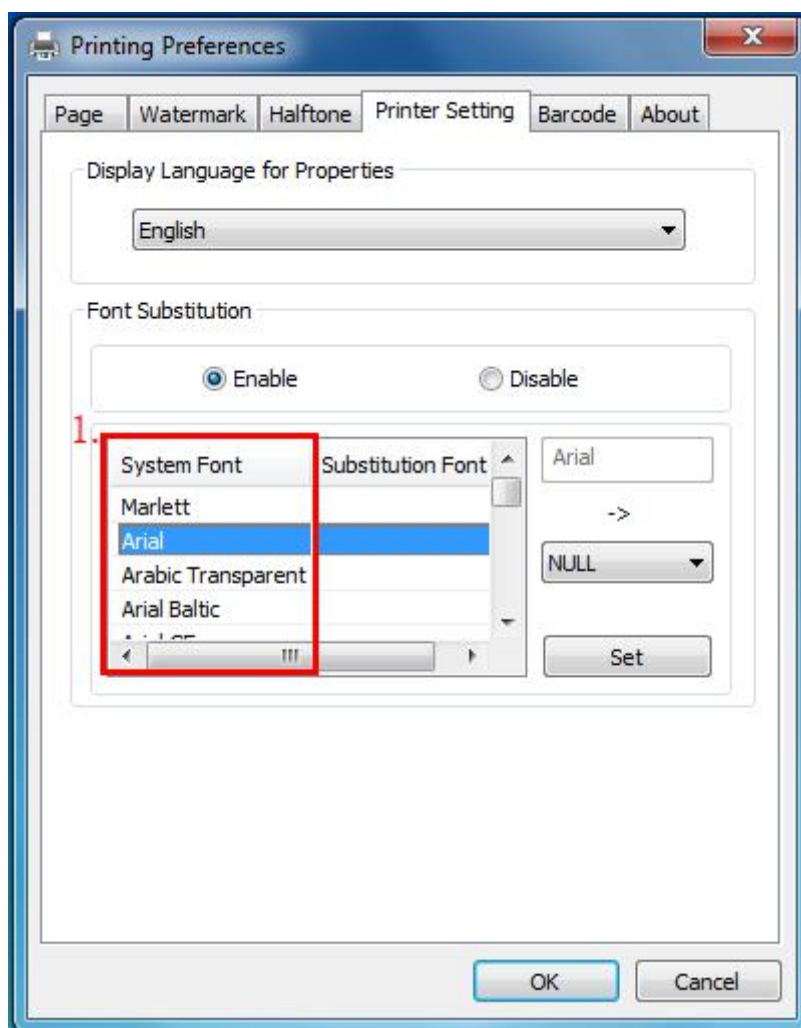 Printing Preferences
Page Watermark Halftone Printer Setting Barcode About
Display Language for Properties
English
Font Substitution
Enable Disable
1.
System Font Substitution Font
Marlett
Arial
Arabic Transparent
Arial Baltic
Arial
->
NULL
Set
OK Cancel